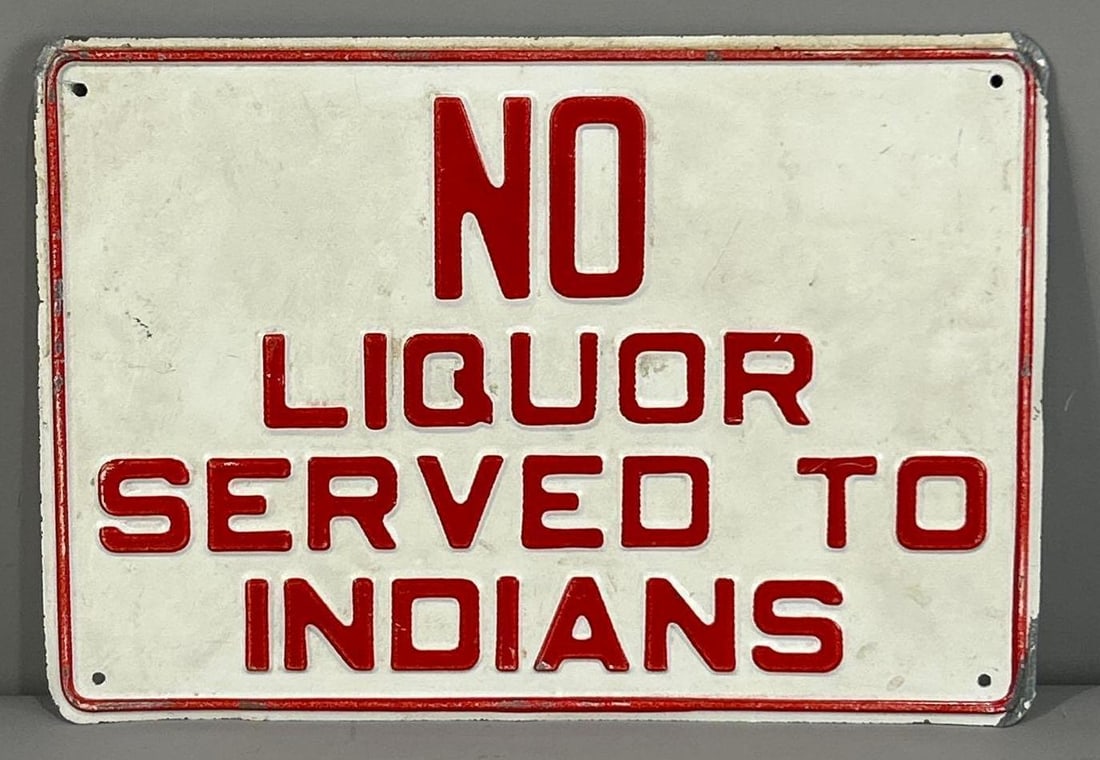 NO
LIQUOR
SERVED TO
INDIANS